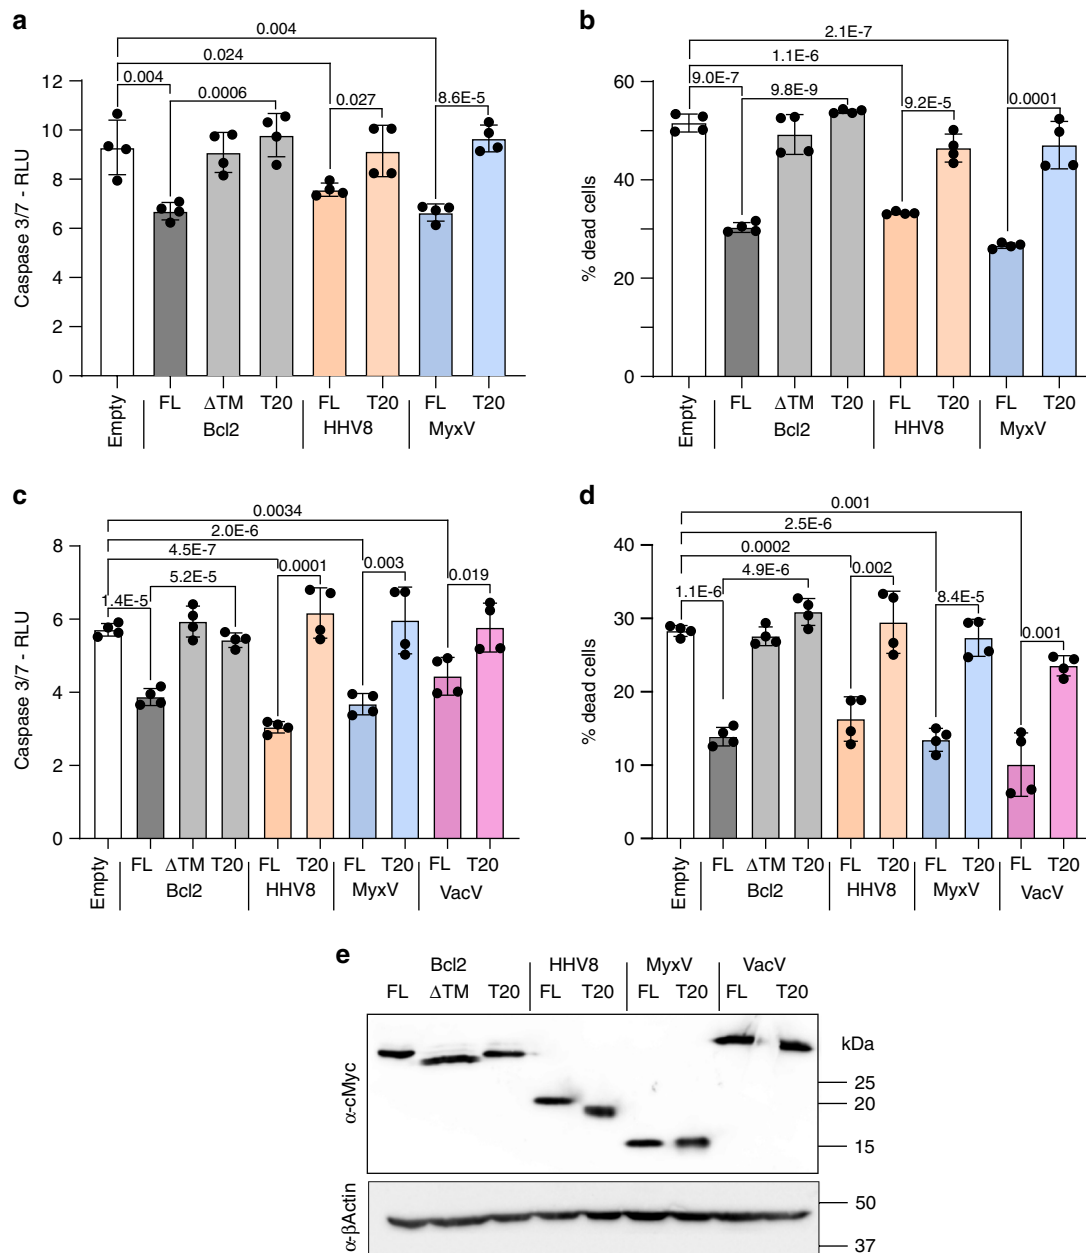 a
0.004
0.024
0.004
0.0006
0.027
8.6E-5
Caspase 3/7 - RLU
12
10
8
6
4
2
0
Empty
FL ΔTM T20 FL T20 FL T20
Bcl2 HHV8 MyxV
b
2.1E-7
1.1E-6
9.0E-7
9.8E-9
9.2E-5
0.0001
% dead cells
60
40
20
0
Empty
FL ΔTM T20 FL T20 FL T20
Bcl2 HHV8 MyxV
c
0.0034
2.0E-6
4.5E-7
5.2E-5
0.0001
0.003
0.019
1.4E-5
Caspase 3/7 - RLU
8
6
4
2
0
Empty
FL ΔTM T20 FL T20 FL T20 FL T20
Bcl2 HHV8 MyxV VacV
d
0.001
2.5E-6
0.0002
4.9E-6
0.002
1.1E-6
8.4E-5
0.001
% dead cells
40
30
20
10
0
Empty
FL ΔTM T20 FL T20 FL T20 FL T20
Bcl2 HHV8 MyxV VacV
e
Bcl2 HHV8 MyxV VacV
FL ΔTM T20 FL T20 FL T20 FL T20
α-cMyc
kDa
25
20
15
α-βActin
50
37